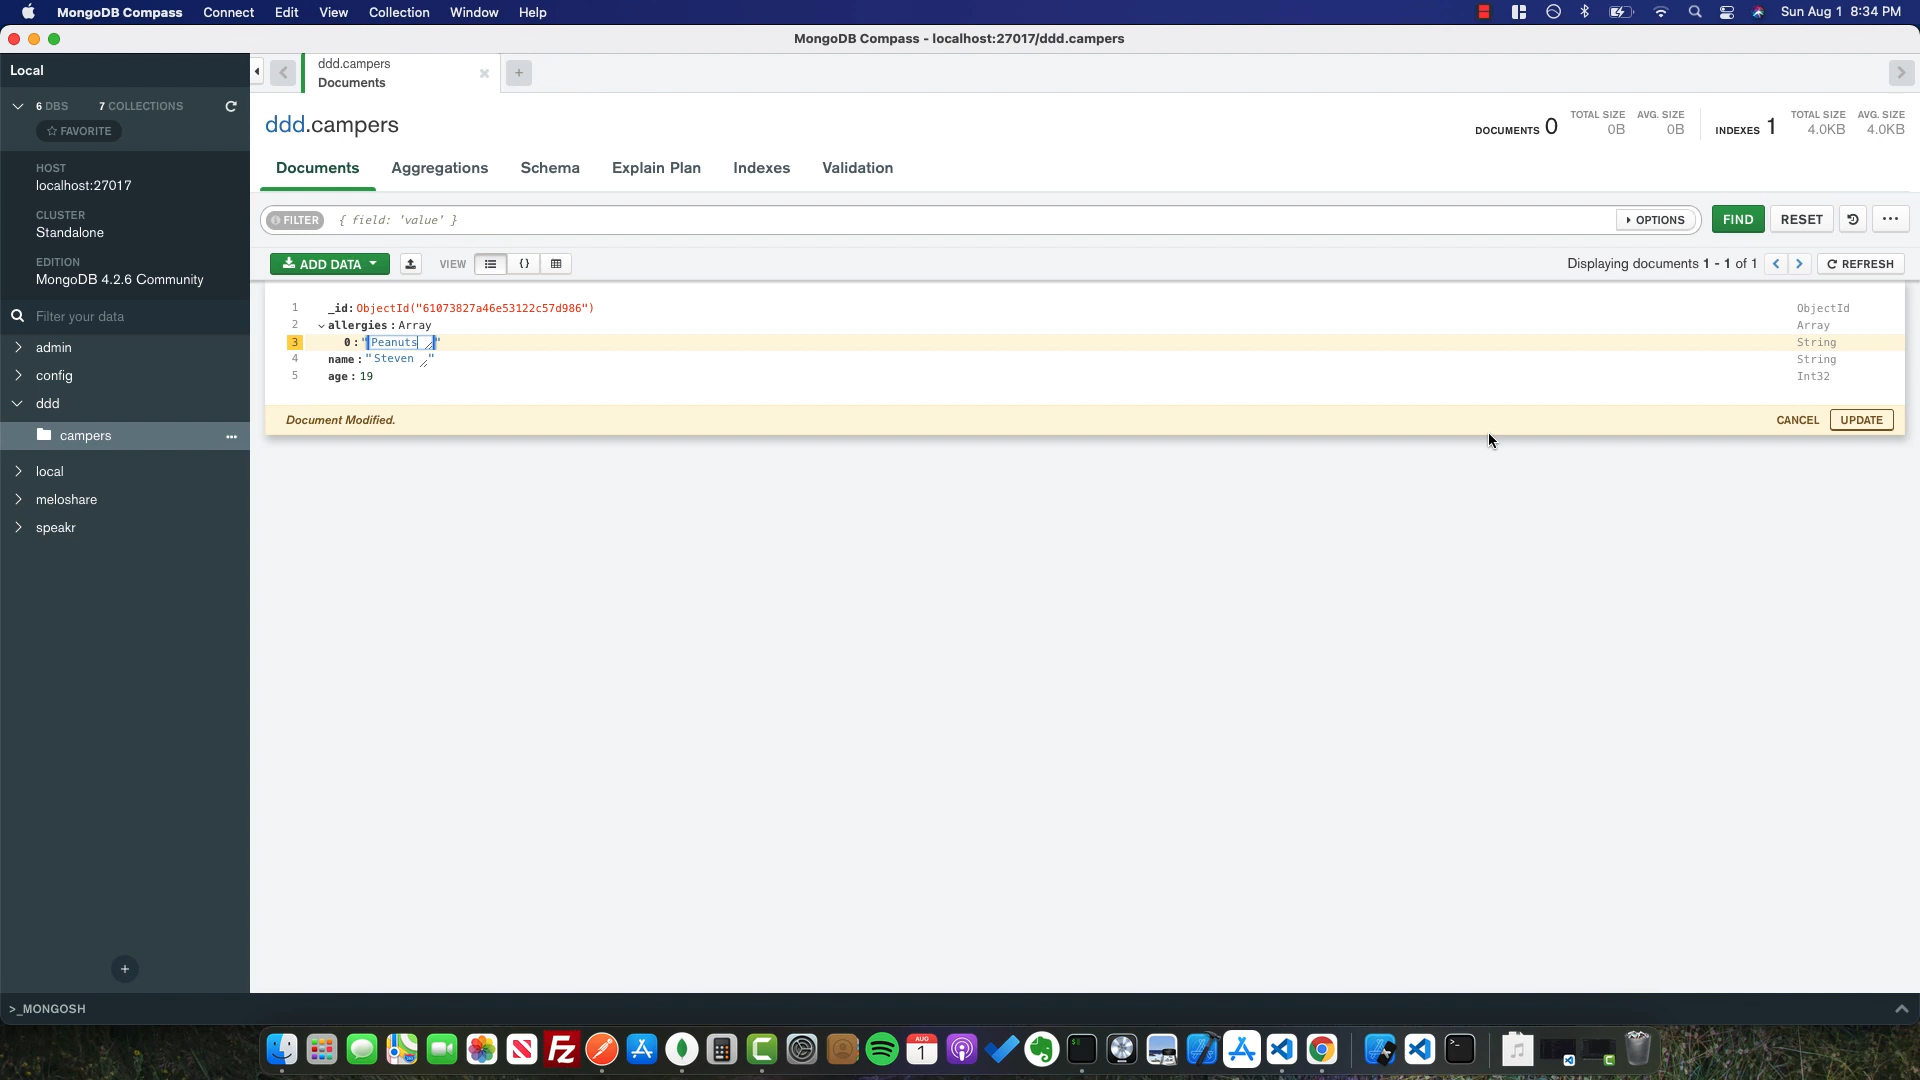 MongoDB Compass Connect Edit View Collection Window Help
Sun Aug 1 8:34 PM
MongoDB Compass - localhost:27017/ddd.campers
Local
6 DBS 7 COLLECTIONS
FAVORITE
HOST
localhost:27017
CLUSTER
Standalone
EDITION
MongoDB 4.2.6 Community
Filter your data
admin
config
ddd
campers
local
meloshare
speakr
ddd.campers
Documents
ddd.campers
DOCUMENTS 0 TOTAL SIZE 0B AVG. SIZE 0B INDEXES 1 TOTAL SIZE 4.0KB AVG. SIZE 4.0KB
Documents Aggregations Schema Explain Plan Indexes Validation
FILTER { field: 'value' } OPTIONS FIND RESET
ADD DATA VIEW {} Displaying documents 1 - 1 of 1 REFRESH
1 _id: ObjectId("61073827a46e53122c57d986") ObjectId
2 allergies : Array Array
3 0 : "Peanuts" String
4 name : "Steven" String
5 age : 19 Int32
Document Modified. CANCEL UPDATE
>_MONGOSH
AUG
1